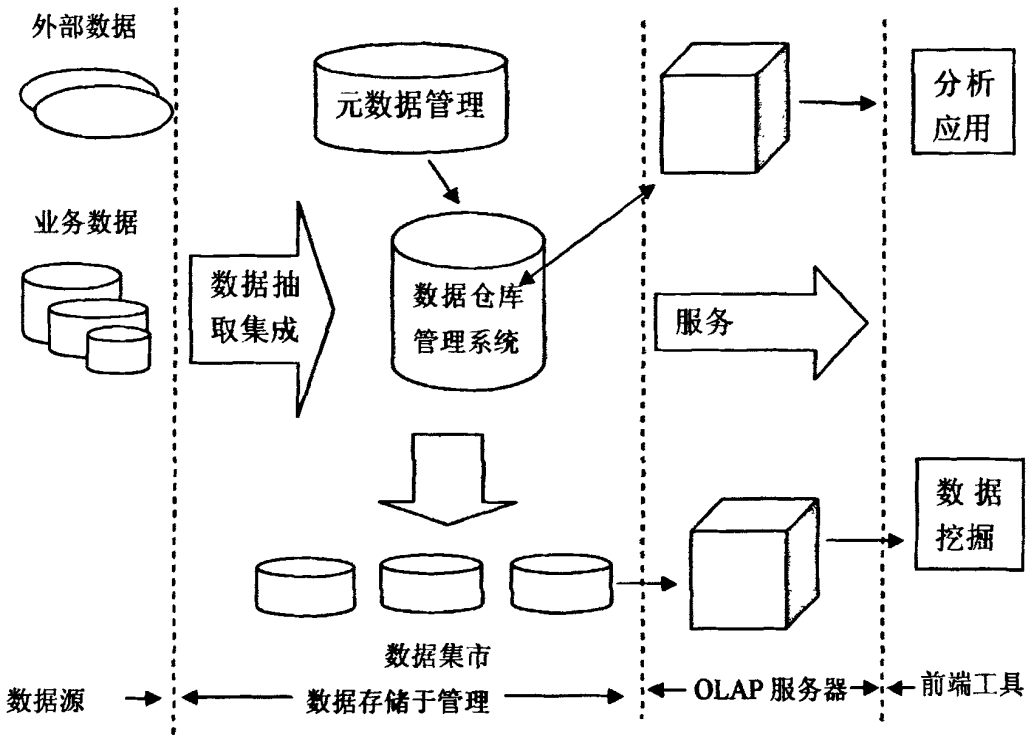 外部数据
元数据管理
分析
应用
业务数据
数据抽
取集成
数据仓库
管理系统
服务
数据
挖掘
数据集市
数据源
数据存储于管理
OLAP 服务器
前端工具